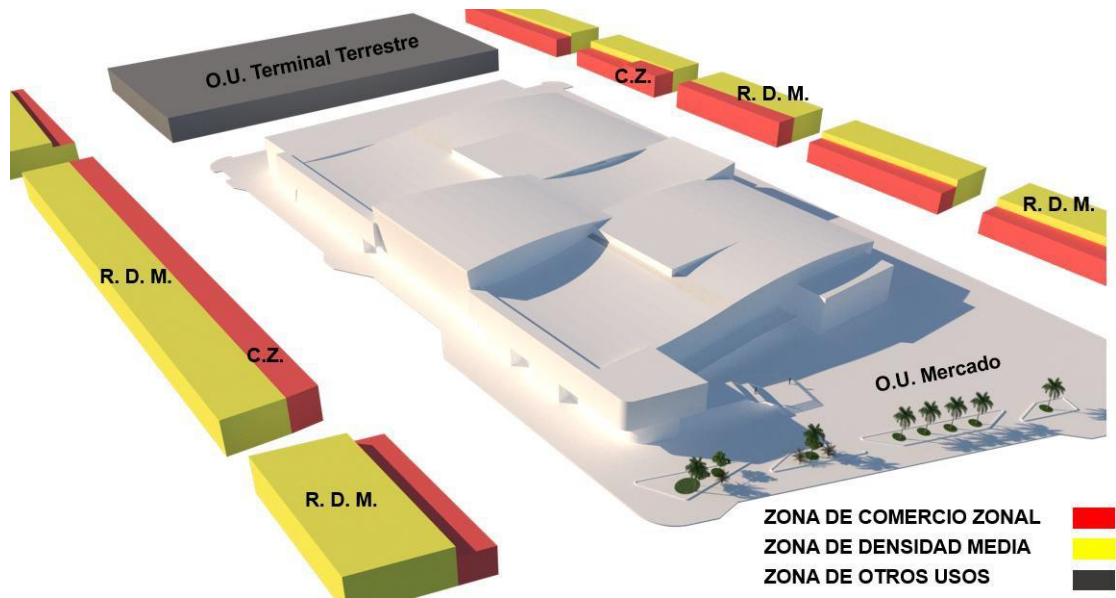 O.U. Terminal Terrestre
C.Z.
R. D. M.
R. D. M.
R. D. M.
C.Z.
O.U. Mercado
R. D. M.
ZONA DE COMERCIO ZONAL
ZONA DE DENSIDAD MEDIA
ZONA DE OTROS USOS